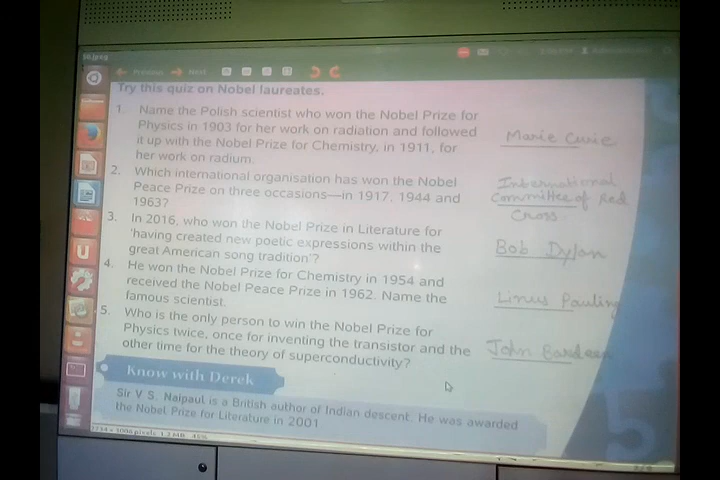 Previous Next
Try this quiz on Nobel laureates.
1. Name the Polish scientist who won the Nobel Prize for
Physics in 1903 for her work on radiation and followed
it up with the Nobel Prize for Chemistry, in 1911, for
her work on radium.
Marie Curie
2. Which international organisation has won the Nobel
Peace Prize on three occasions—in 1917, 1944 and
1963?
International
Committee of Red
Cross
3. In 2016, who won the Nobel Prize in Literature for
'having created new poetic expressions within the
great American song tradition'?
Bob Dylan
4. He won the Nobel Prize for Chemistry in 1954 and
received the Nobel Peace Prize in 1962. Name the
famous scientist.
Linus Pauling
5. Who is the only person to win the Nobel Prize for
Physics twice, once for inventing the transistor and the
other time for the theory of superconductivity?
John Bardeen
Know with Derek
Sir V S. Naipaul is a British author of Indian descent. He was awarded
the Nobel Prize for Literature in 2001
5